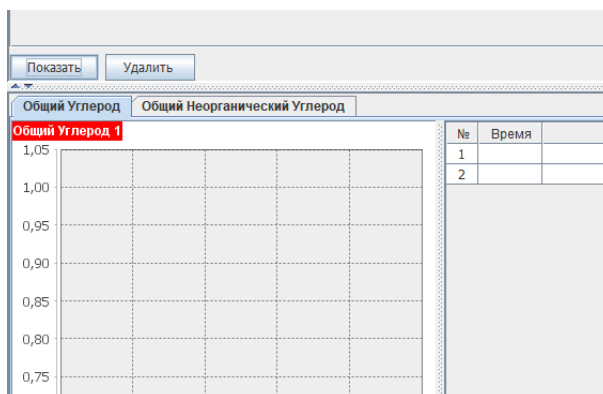 Показать Удалить
Общий Углерод Общий Неорганический Углерод
Общий Углерод 1
1,05
1,00
0,95
0,90
0,85
0,80
0,75
№ Время
1
2